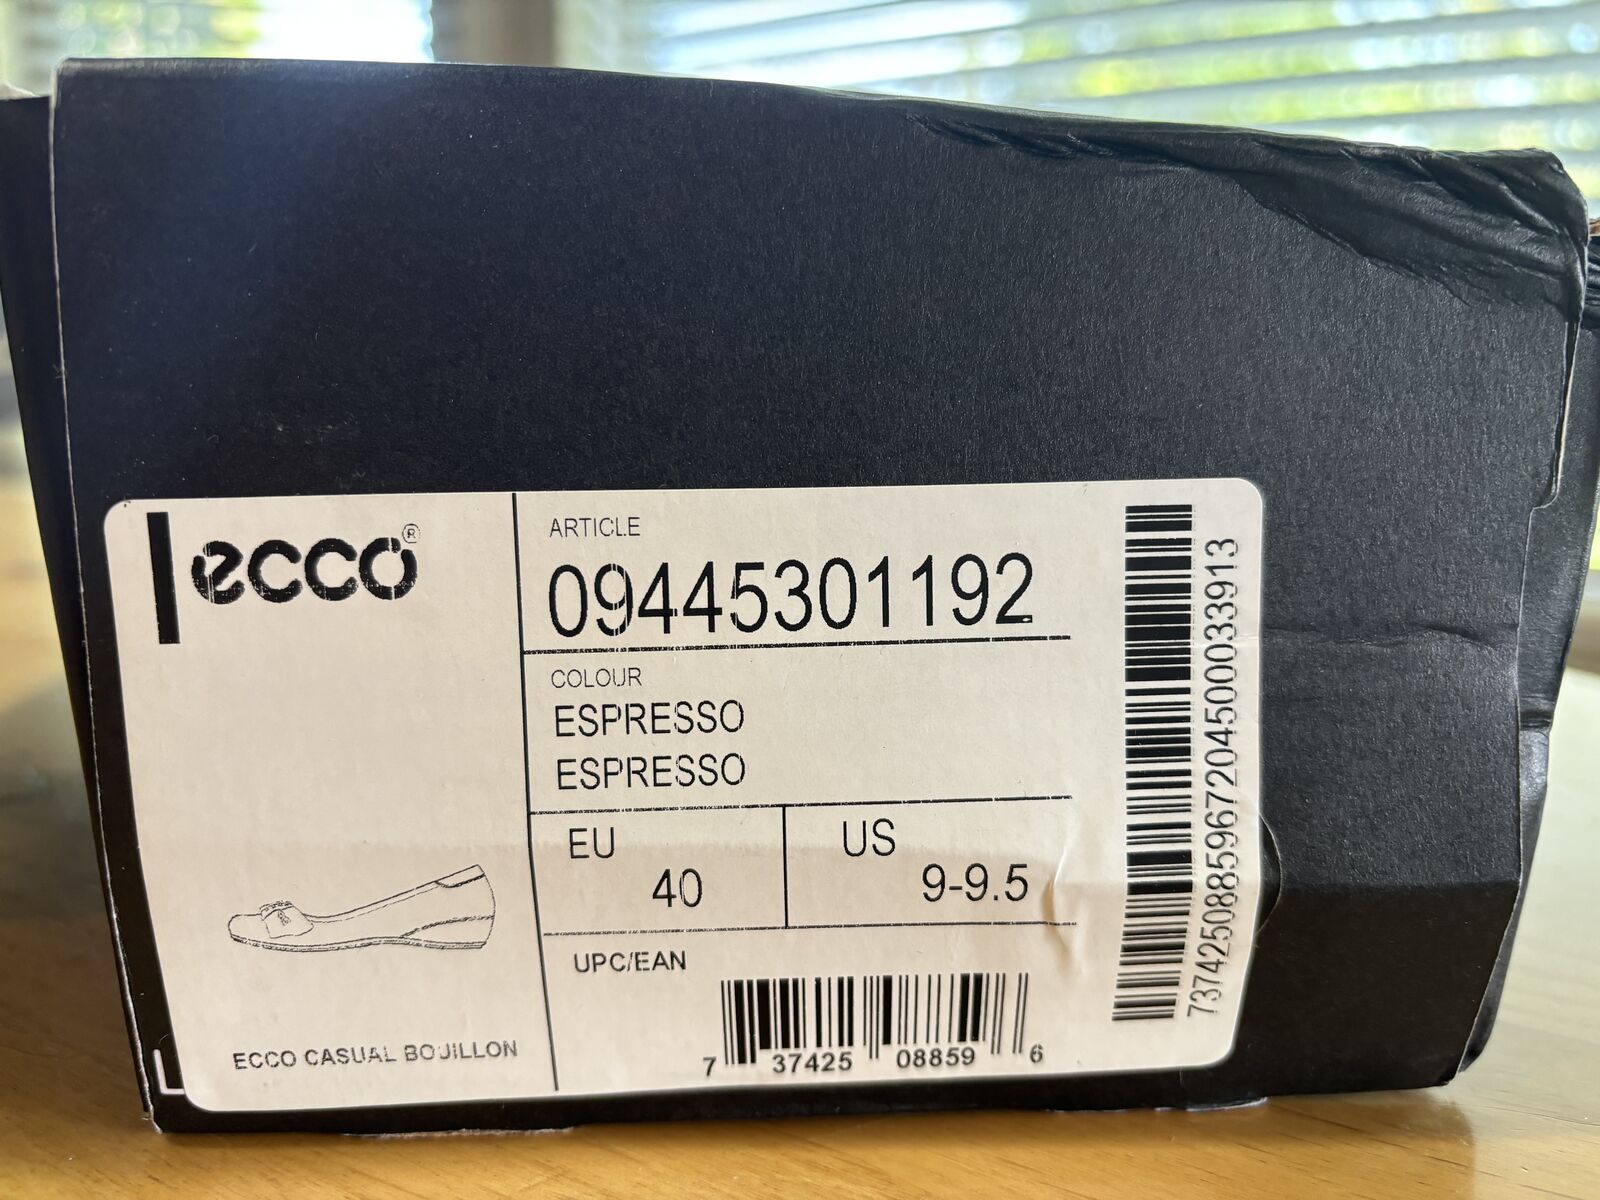 ecco®
ARTICLE
09445301192
COLOUR
ESPRESSO
ESPRESSO
EU
40
US
9-9.5
UPC/EAN
7 37425 08859 6
ECCO CASUAL BOUILLON
7374250885967204500033913